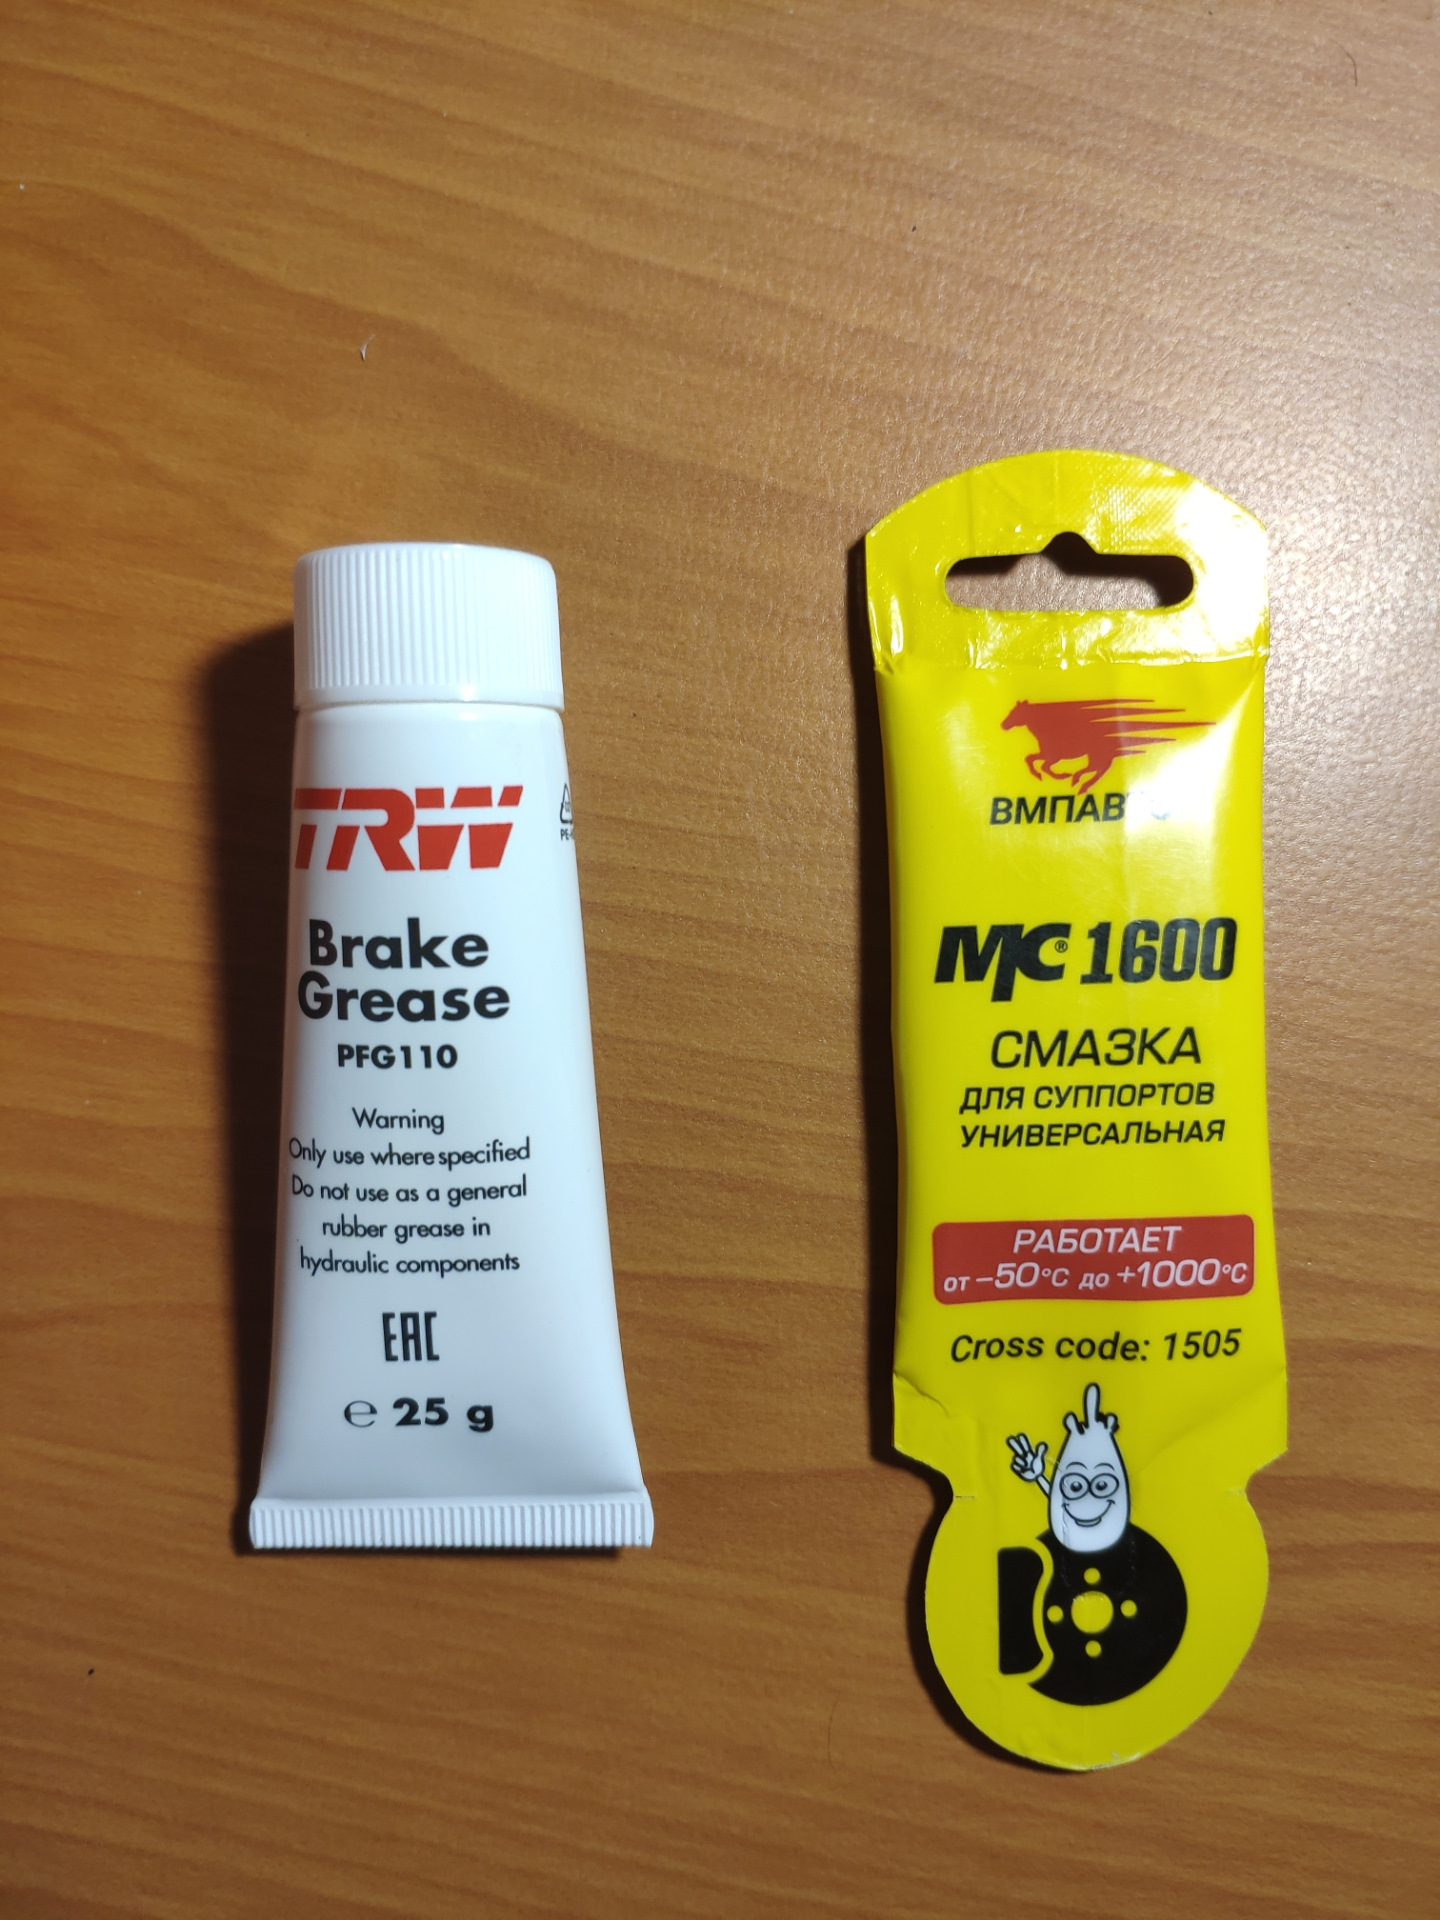 TRW
Brake
Grease
PFG110
Warning
Only use where specified
Do not use as a general
rubber grease in
hydraulic components
EAC
e 25 g
МС® 1600
СМАЗКА
ДЛЯ СУППОРТОВ
УНИВЕРСАЛЬНАЯ
РАБОТАЕТ
от –50°С до +1000°С
Cross code: 1505